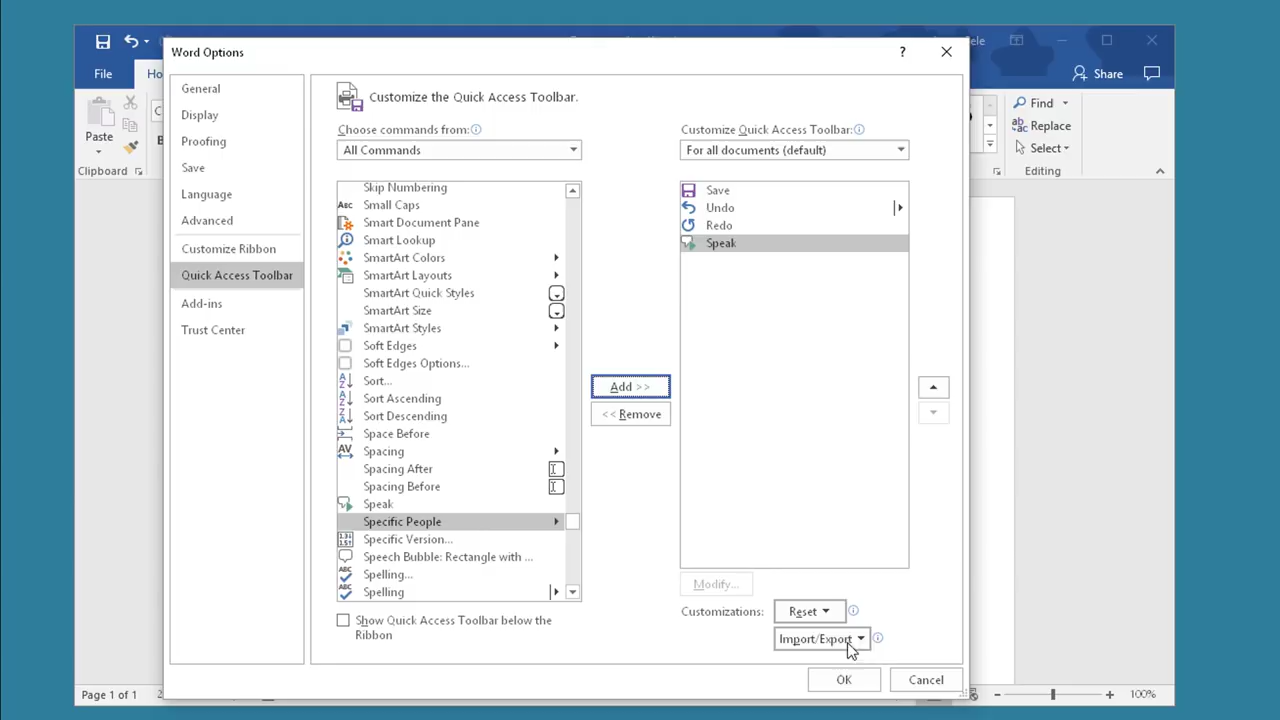 Word Options
?
File
Ho
ele
Share
Paste
Clipboard
Find
Replace
Select
Editing
General
Display
Proofing
Save
Language
Advanced
Customize Ribbon
Quick Access Toolbar
Add-ins
Trust Center
Customize the Quick Access Toolbar.
Choose commands from:
All Commands
Skip Numbering
Small Caps
Smart Document Pane
Smart Lookup
SmartArt Colors
SmartArt Layouts
SmartArt Quick Styles
SmartArt Size
SmartArt Styles
Soft Edges
Soft Edges Options...
Sort...
Sort Ascending
Sort Descending
Space Before
Spacing
Spacing After
Spacing Before
Speak
Specific People
Specific Version...
Speech Bubble: Rectangle with ...
Spelling...
Spelling
Show Quick Access Toolbar below the
Ribbon
Add >>
<< Remove
Customize Quick Access Toolbar:
For all documents (default)
Save
Undo
Redo
Speak
Modify...
Customizations:
Reset
Import/Export
OK
Cancel
Page 1 of 1
100%